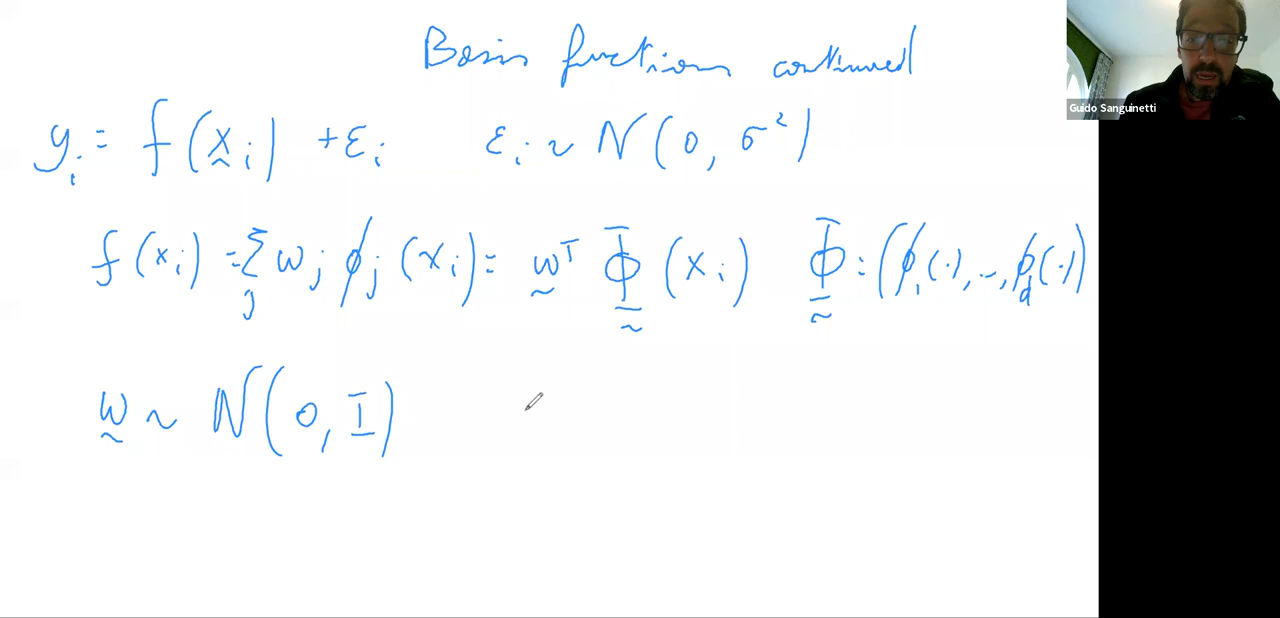 Basis functions continued
Guido Sanguinetti
y_i = f(x_i) + ε_i    ε_i ~ N(0, σ²)
f(x_i) = Σ_j w_j ϕ_j(x_i) = w^T Φ(x_i)    Φ = (ϕ_1(·), .., ϕ_d(·))
w ~ N(0, I)